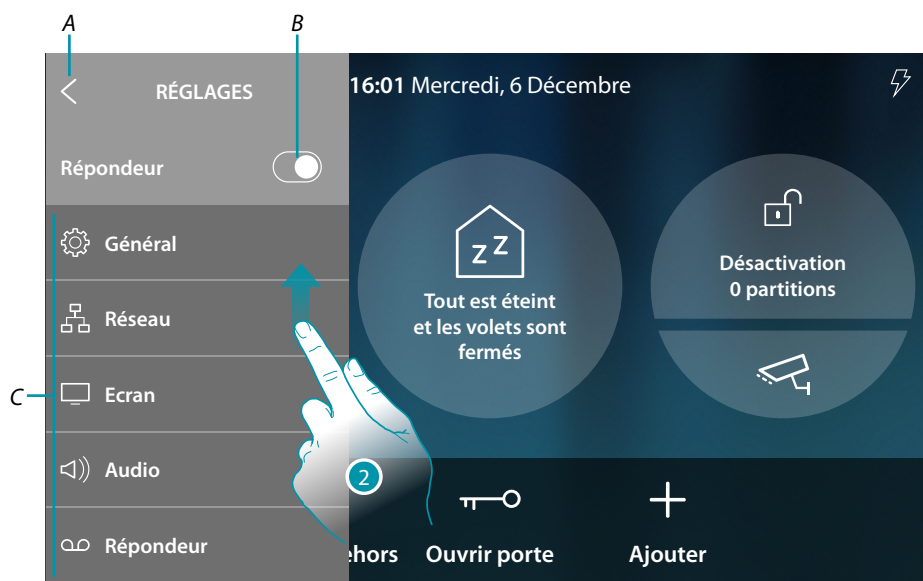 A
B
RÉGLAGES
16:01 Mercredi, 6 Décembre
Répondeur
Général
Réseau
C
Ecran
Audio
Répondeur
z z
Tout est éteint
et les volets sont
fermés
Désactivation
0 partitions
2
ehors
Ouvrir porte
Ajouter